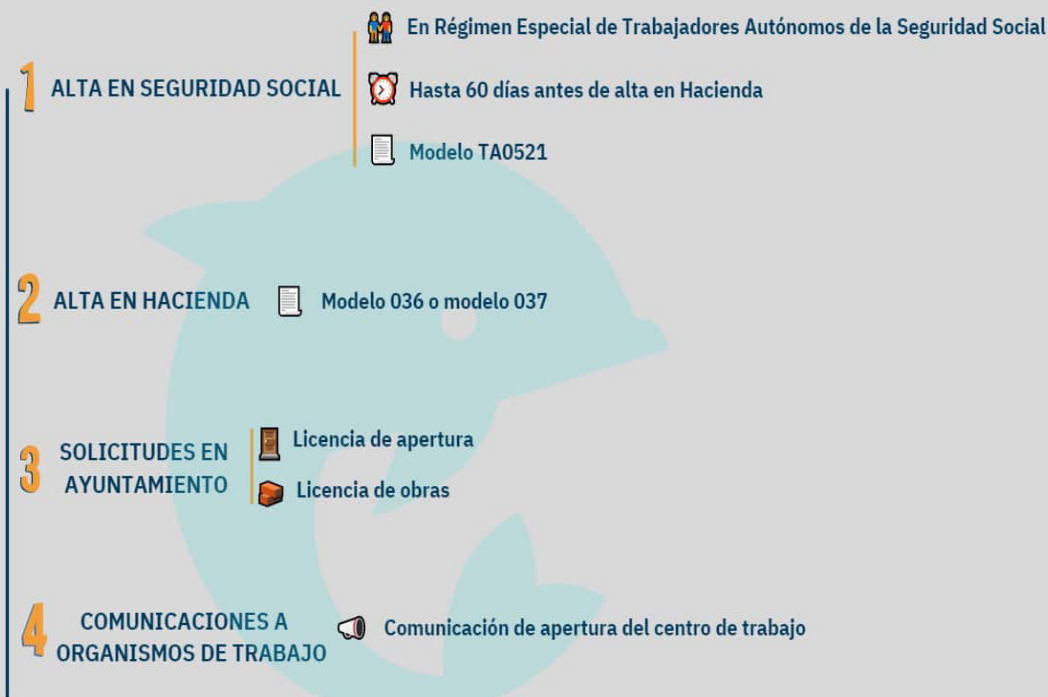 1 ALTA EN SEGURIDAD SOCIAL
En Régimen Especial de Trabajadores Autónomos de la Seguridad Social
Hasta 60 días antes de alta en Hacienda
Modelo TA0521
2 ALTA EN HACIENDA
Modelo 036 o modelo 037
3 SOLICITUDES EN
AYUNTAMIENTO
Licencia de apertura
Licencia de obras
4 COMUNICACIONES A
ORGANISMOS DE TRABAJO
Comunicación de apertura del centro de trabajo